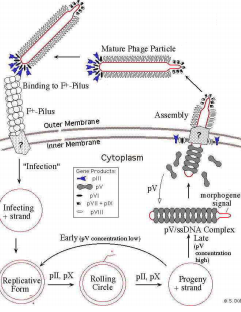 Mature Phage Particle
Binding to F+-Pilus
F+-Pilus
Assembly
Outer Membrane
?
?
Inner Membrane
Cytoplasm
"Infection"
Gene Products:
pIII
pV
pVI
pVII + pIX
pVIII
pV
morphogene
signal
pV/ssDNA Complex
Infecting
+ strand
Early (pV concentration low)
Late
(pV
concentration
high)
pII, pX
pII, pX
Replicative
Form
Rolling
Circle
Progeny
+ strand